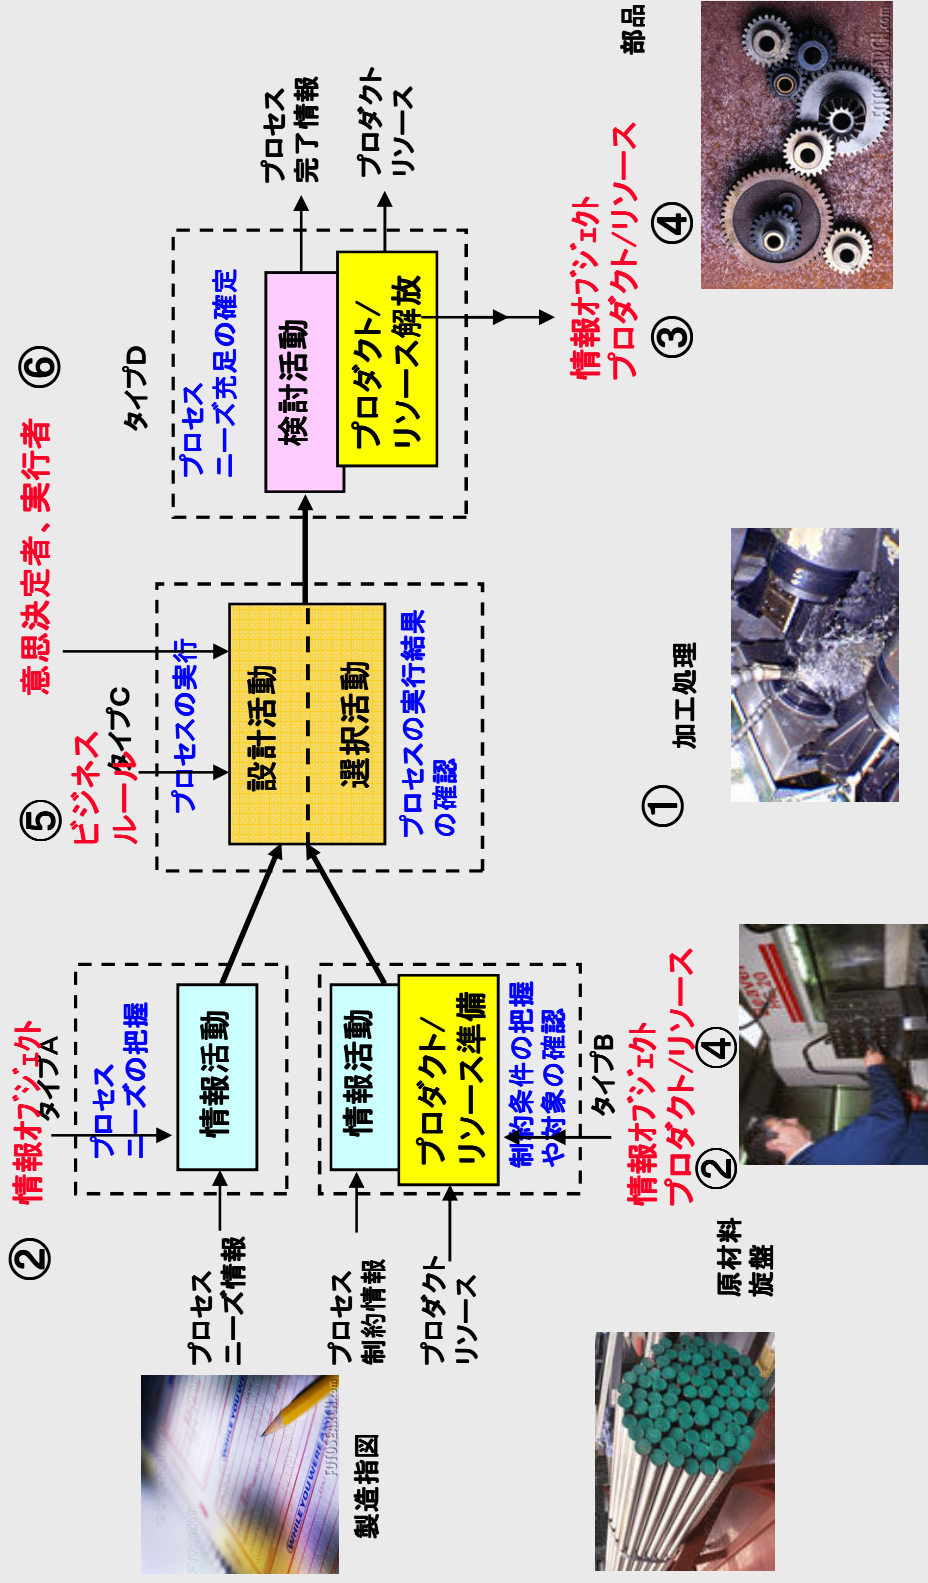 ⑤
ビジネス
ルール
意思決定者、実行者
⑥
②
情報オブジェクト
タイプA
プロセス
ニーズの把握
情報活動
プロセス
ニーズ情報
タイプC
プロセスの実行
設計活動
選択活動
プロセスの実行結果
の確認
タイプD
プロセス
ニーズ充足の確定
検討活動
プロダクト/
リソース解放
プロセス
完了情報
プロダクト
リソース
プロセス
制約情報
プロダクト
リソース
情報活動
プロダクト/
リソース準備
制約条件の把握
や対象の確認
タイプB
情報オブジェクト
プロダクト/リソース
②
④
情報オブジェクト
プロダクト/リソース
③
④
製造指図
原材料
旋盤
①
加工処理
部品
WHILE YOU WERE AWAY
FOTOSEARCH.com
FOTOSEARCH.com